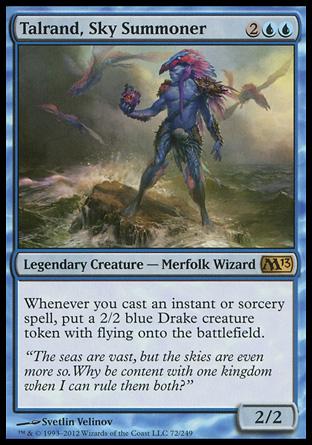 Talrand, Sky Summoner 2
Legendary Creature — Merfolk Wizard M13
Whenever you cast an instant or sorcery
spell, put a 2/2 blue Drake creature
token with flying onto the battlefield.
“The seas are vast, but the skies are even
more so. Why be content with one kingdom
when I can rule them both?”
Svetlin Velinov
™ & © 1993–2012 Wizards of the Coast LLC 72/249
2/2